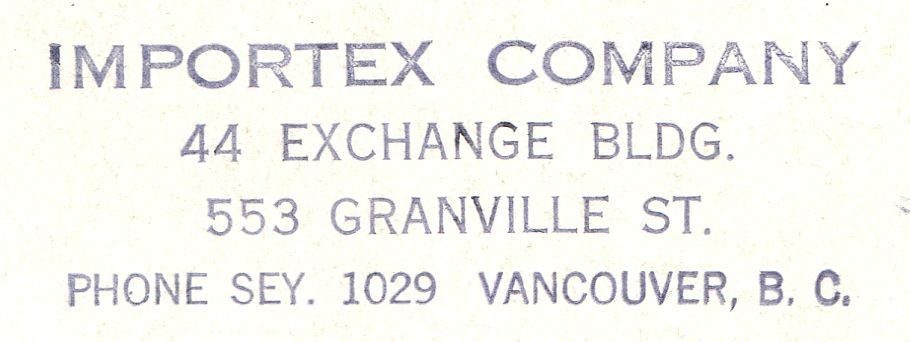 IMPORTEX COMPANY
44 EXCHANGE BLDG.
553 GRANVILLE ST.
PHONE SEY. 1029 VANCOUVER, B. C.